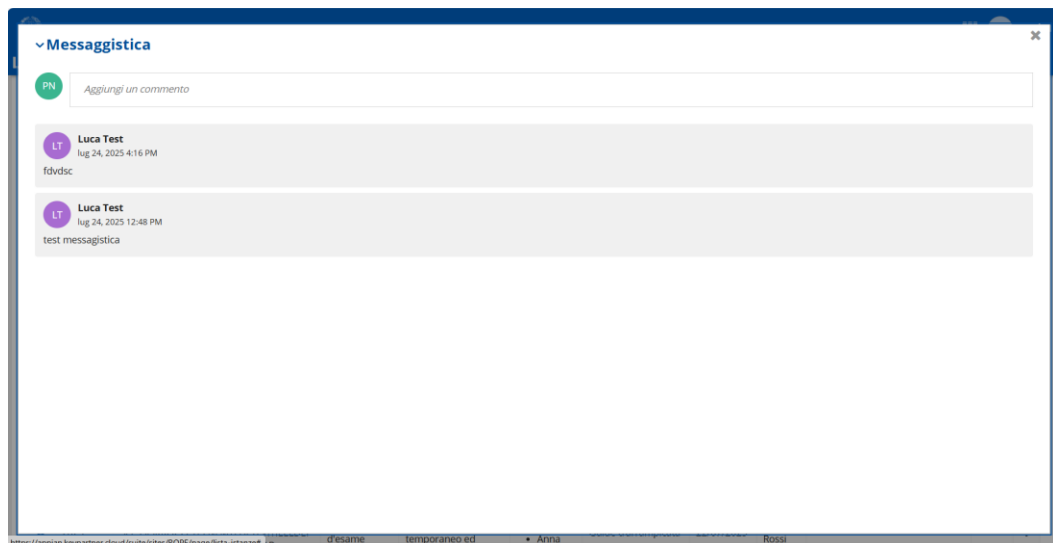 Messaggistica
PN
Aggiungi un commento
LT
Luca Test
lug 24, 2025 4:16 PM
fdvdsc
LT
Luca Test
lug 24, 2025 12:48 PM
test messagistica
d'esame temporaneo ed • Anna Rossi